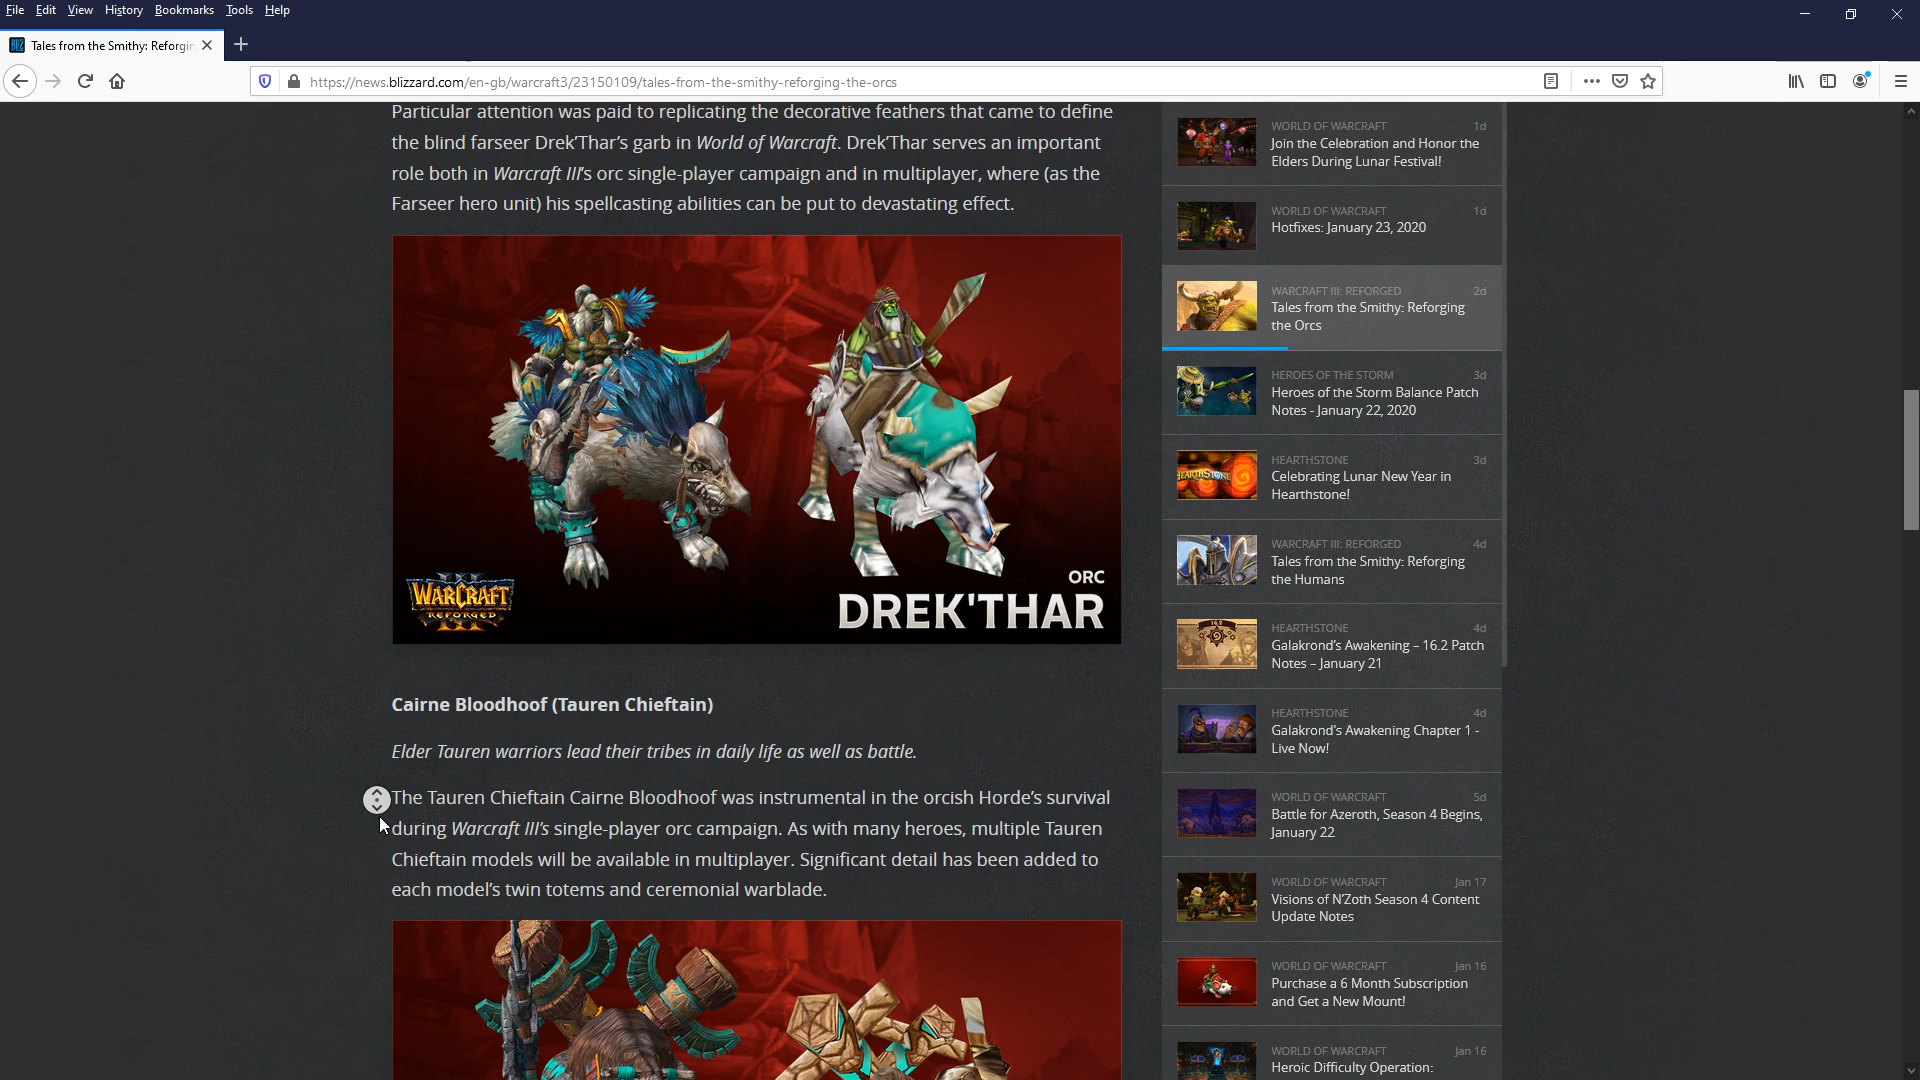 File Edit View History Bookmarks Tools Help
Tales from the Smithy: Reforgin
https://news.blizzard.com/en-gb/warcraft3/23150109/tales-from-the-smithy-reforging-the-orcs
Particular attention was paid to replicating the decorative feathers that came to define
the blind farseer Drek'Thar's garb in World of Warcraft. Drek'Thar serves an important
role both in Warcraft III's orc single-player campaign and in multiplayer, where (as the
Farseer hero unit) his spellcasting abilities can be put to devastating effect.
WARCRAFT
REFORGED
III
ORC
DREK'THAR
Cairne Bloodhoof (Tauren Chieftain)
Elder Tauren warriors lead their tribes in daily life as well as battle.
The Tauren Chieftain Cairne Bloodhoof was instrumental in the orcish Horde's survival
during Warcraft III's single-player orc campaign. As with many heroes, multiple Tauren
Chieftain models will be available in multiplayer. Significant detail has been added to
each model's twin totems and ceremonial warblade.
WORLD OF WARCRAFT 1d
Join the Celebration and Honor the
Elders During Lunar Festival!
WORLD OF WARCRAFT 1d
Hotfixes: January 23, 2020
WARCRAFT III: REFORGED 2d
Tales from the Smithy: Reforging
the Orcs
HEROES OF THE STORM 3d
Heroes of the Storm Balance Patch
Notes - January 22, 2020
HEARTHSTONE
HEARTHSTONE 3d
Celebrating Lunar New Year in
Hearthstone!
WARCRAFT III: REFORGED 4d
Tales from the Smithy: Reforging
the Humans
16.2
HEARTHSTONE 4d
Galakrond's Awakening – 16.2 Patch
Notes – January 21
HEARTHSTONE 4d
Galakrond's Awakening Chapter 1 -
Live Now!
WORLD OF WARCRAFT 5d
Battle for Azeroth, Season 4 Begins,
January 22
WORLD OF WARCRAFT Jan 17
Visions of N'Zoth Season 4 Content
Update Notes
WORLD OF WARCRAFT Jan 16
Purchase a 6 Month Subscription
and Get a New Mount!
WORLD OF WARCRAFT Jan 16
Heroic Difficulty Operation: